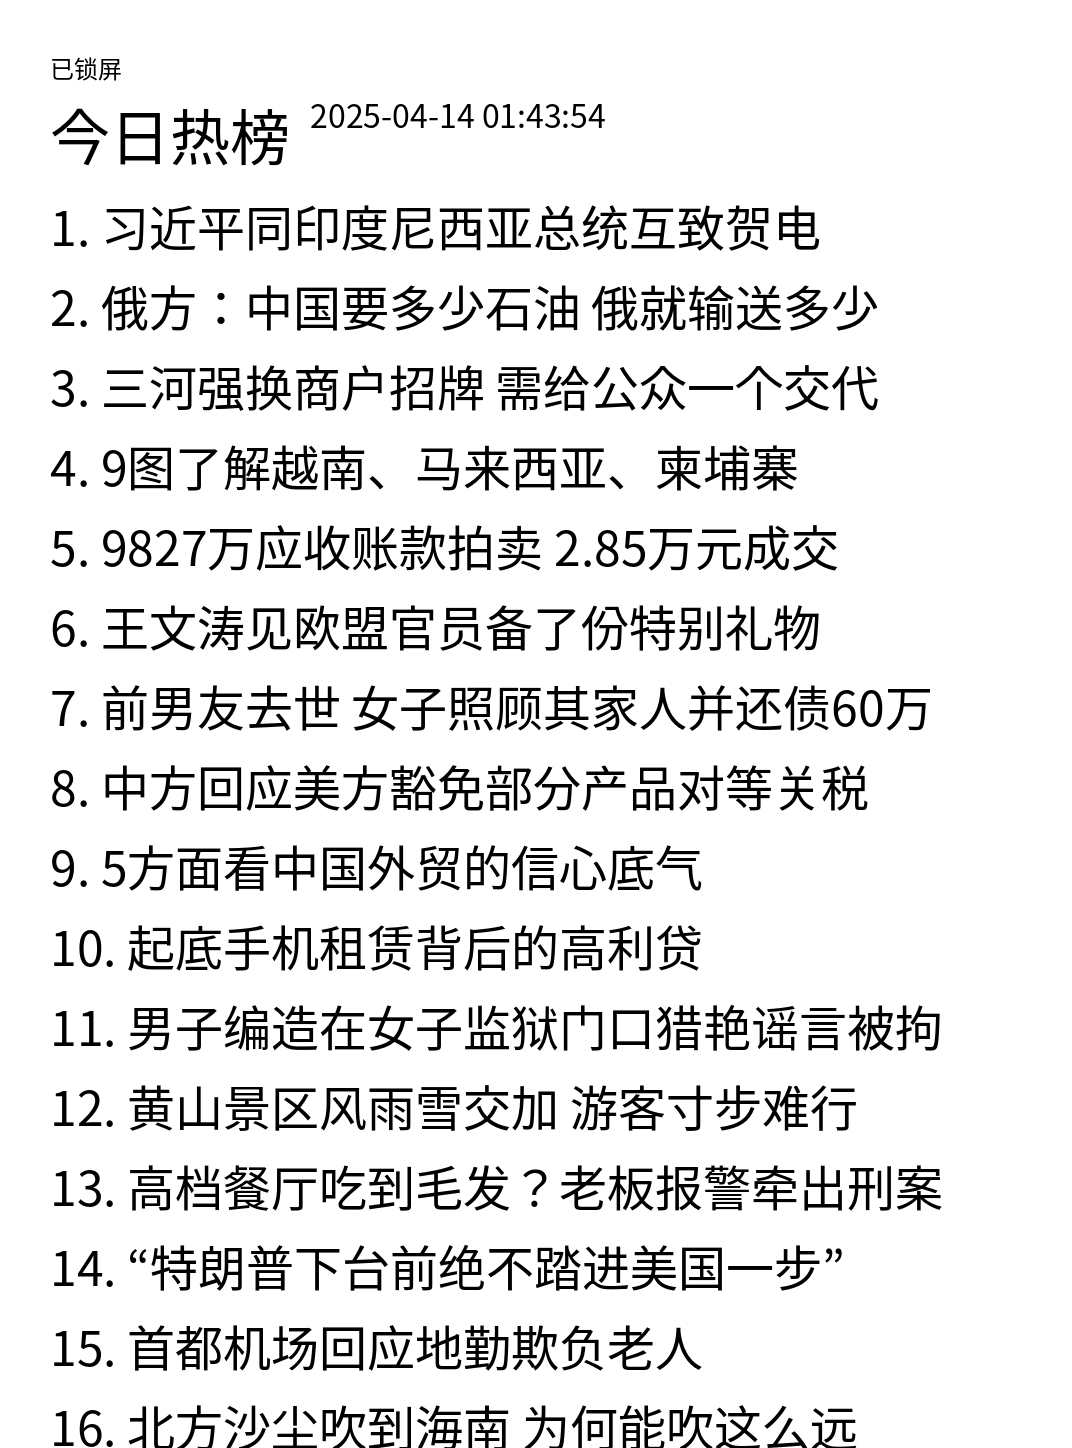 已锁屏
今日热榜 2025-04-14 01:43:54
1. 习近平同印度尼西亚总统互致贺电
2. 俄方：中国要多少石油 俄就输送多少
3. 三河强换商户招牌 需给公众一个交代
4. 9图了解越南、马来西亚、柬埔寨
5. 9827万应收账款拍卖 2.85万元成交
6. 王文涛见欧盟官员备了份特别礼物
7. 前男友去世 女子照顾其家人并还债60万
8. 中方回应美方豁免部分产品对等关税
9. 5方面看中国外贸的信心底气
10. 起底手机租赁背后的高利贷
11. 男子编造在女子监狱门口猎艳谣言被拘
12. 黄山景区风雨雪交加 游客寸步难行
13. 高档餐厅吃到毛发？老板报警牵出刑案
14. “特朗普下台前绝不踏进美国一步”
15. 首都机场回应地勤欺负老人
16. 北方沙尘吹到海南 为何能吹这么远